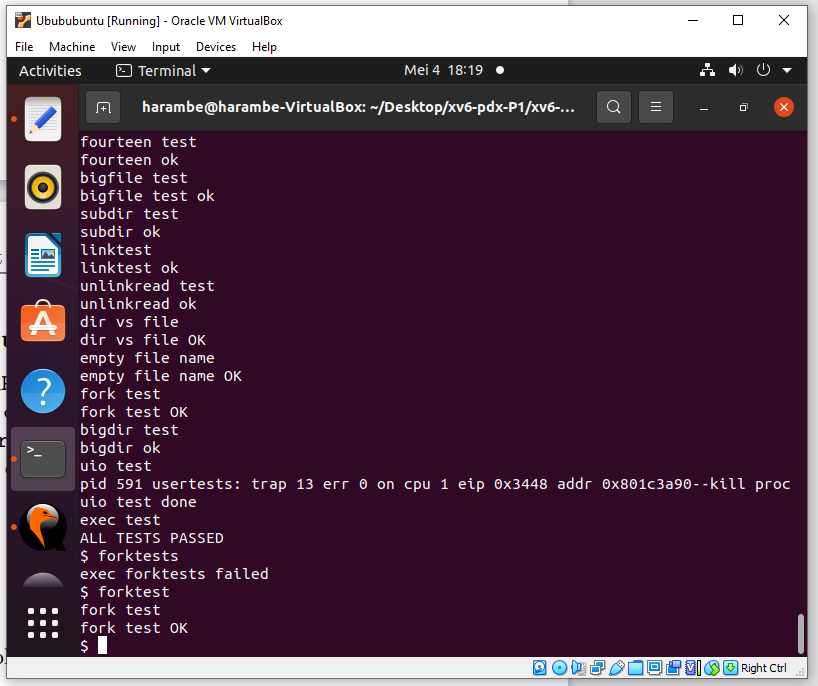 Ubububuntu [Running] - Oracle VM VirtualBox
File Machine View Input Devices Help
Activities Terminal Mei 4 18:19
harambe@harambe-VirtualBox: ~/Desktop/xv6-pdx-P1/xv6-...
fourteen test
fourteen ok
bigfile test
bigfile test ok
subdir test
subdir ok
linktest
linktest ok
unlinkread test
unlinkread ok
dir vs file
dir vs file OK
empty file name
empty file name OK
fork test
fork test OK
bigdir test
bigdir ok
uio test
pid 591 usertests: trap 13 err 0 on cpu 1 eip 0x3448 addr 0x801c3a90--kill proc
uio test done
exec test
ALL TESTS PASSED
$ forktests
exec forktests failed
$ forktest
fork test
fork test OK
$
Right Ctrl